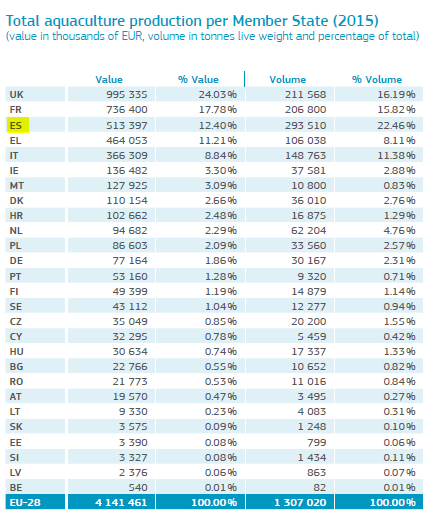 Total aquaculture production per Member State (2015)
(value in thousands of EUR, volume in tonnes live weight and percentage of total)
Value % Value Volume % Volume
UK 995 335 24.03% 211 568 16.19%
FR 736 400 17.78% 206 800 15.82%
ES 513 397 12.40% 293 510 22.46%
EL 464 053 11.21% 106 038 8.11%
IT 366 309 8.84% 148 763 11.38%
IE 136 482 3.30% 37 581 2.88%
MT 127 925 3.09% 10 800 0.83%
DK 110 154 2.66% 36 010 2.76%
HR 102 662 2.48% 16 875 1.29%
NL 94 682 2.29% 62 204 4.76%
PL 86 603 2.09% 33 560 2.57%
DE 77 164 1.86% 30 167 2.31%
PT 53 160 1.28% 9 320 0.71%
FI 49 399 1.19% 14 879 1.14%
SE 43 112 1.04% 12 277 0.94%
CZ 35 049 0.85% 20 200 1.55%
CY 32 295 0.78% 5 459 0.42%
HU 30 634 0.74% 17 337 1.33%
BG 22 766 0.55% 10 652 0.82%
RO 21 773 0.53% 11 016 0.84%
AT 19 570 0.47% 3 495 0.27%
LT 9 330 0.23% 4 083 0.31%
SK 3 575 0.09% 1 248 0.10%
EE 3 390 0.08% 799 0.06%
SI 3 327 0.08% 1 434 0.11%
LV 2 376 0.06% 863 0.07%
BE 540 0.01% 82 0.01%
EU-28 4 141 461 100.00% 1 307 020 100.00%